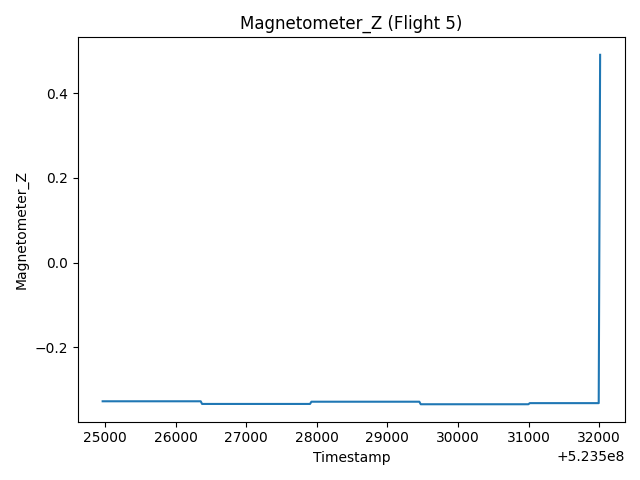 Magnetometer_Z (Flight 5)
Magnetometer_Z
0.4
0.2
0.0
−0.2
25000 26000 27000 28000 29000 30000 31000 32000
Timestamp
+5.235e8